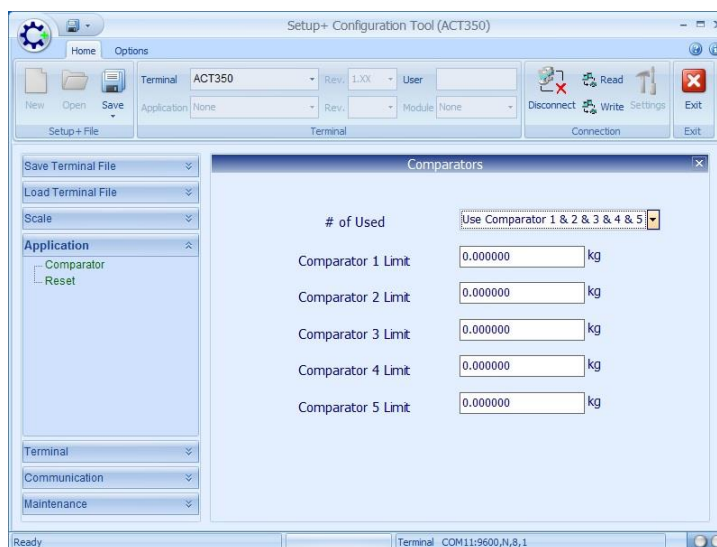 Setup+ Configuration Tool (ACT350)
Home Options
New Open Save
Setup+File
Terminal ACT350 Rev. 1.XX User
Application None Rev. Module None
Terminal
Disconnect Read Write Settings
Connection
Exit
Exit
Save Terminal File
Load Terminal File
Scale
Application
Comparator
Reset
Terminal
Communication
Maintenance
Comparators
# of Used Use Comparator 1 & 2 & 3 & 4 & 5
Comparator 1 Limit 0.000000 kg
Comparator 2 Limit 0.000000 kg
Comparator 3 Limit 0.000000 kg
Comparator 4 Limit 0.000000 kg
Comparator 5 Limit 0.000000 kg
Ready Terminal COM11:9600,N,8,1